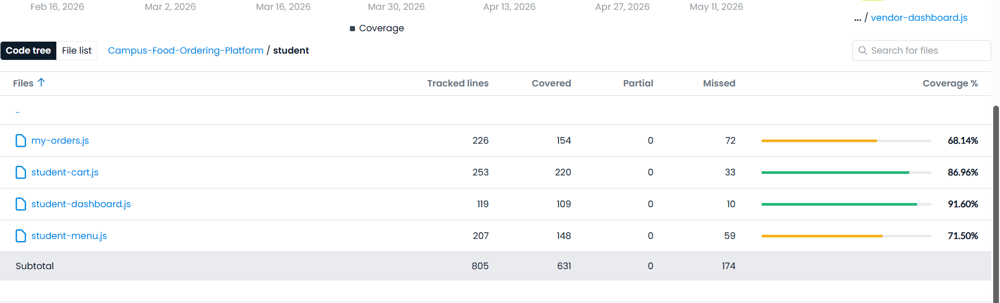 Feb 16, 2026 Mar 2, 2026 Mar 16, 2026 Mar 30, 2026 Apr 13, 2026 Apr 27, 2026 May 11, 2026
... / vendor-dashboard.js
Coverage
Code tree File list Campus-Food-Ordering-Platform / student Search for files
Files ↑ Tracked lines Covered Partial Missed Coverage %
..
my-orders.js 226 154 0 72 68.14%
student-cart.js 253 220 0 33 86.96%
student-dashboard.js 119 109 0 10 91.60%
student-menu.js 207 148 0 59 71.50%
Subtotal 805 631 0 174